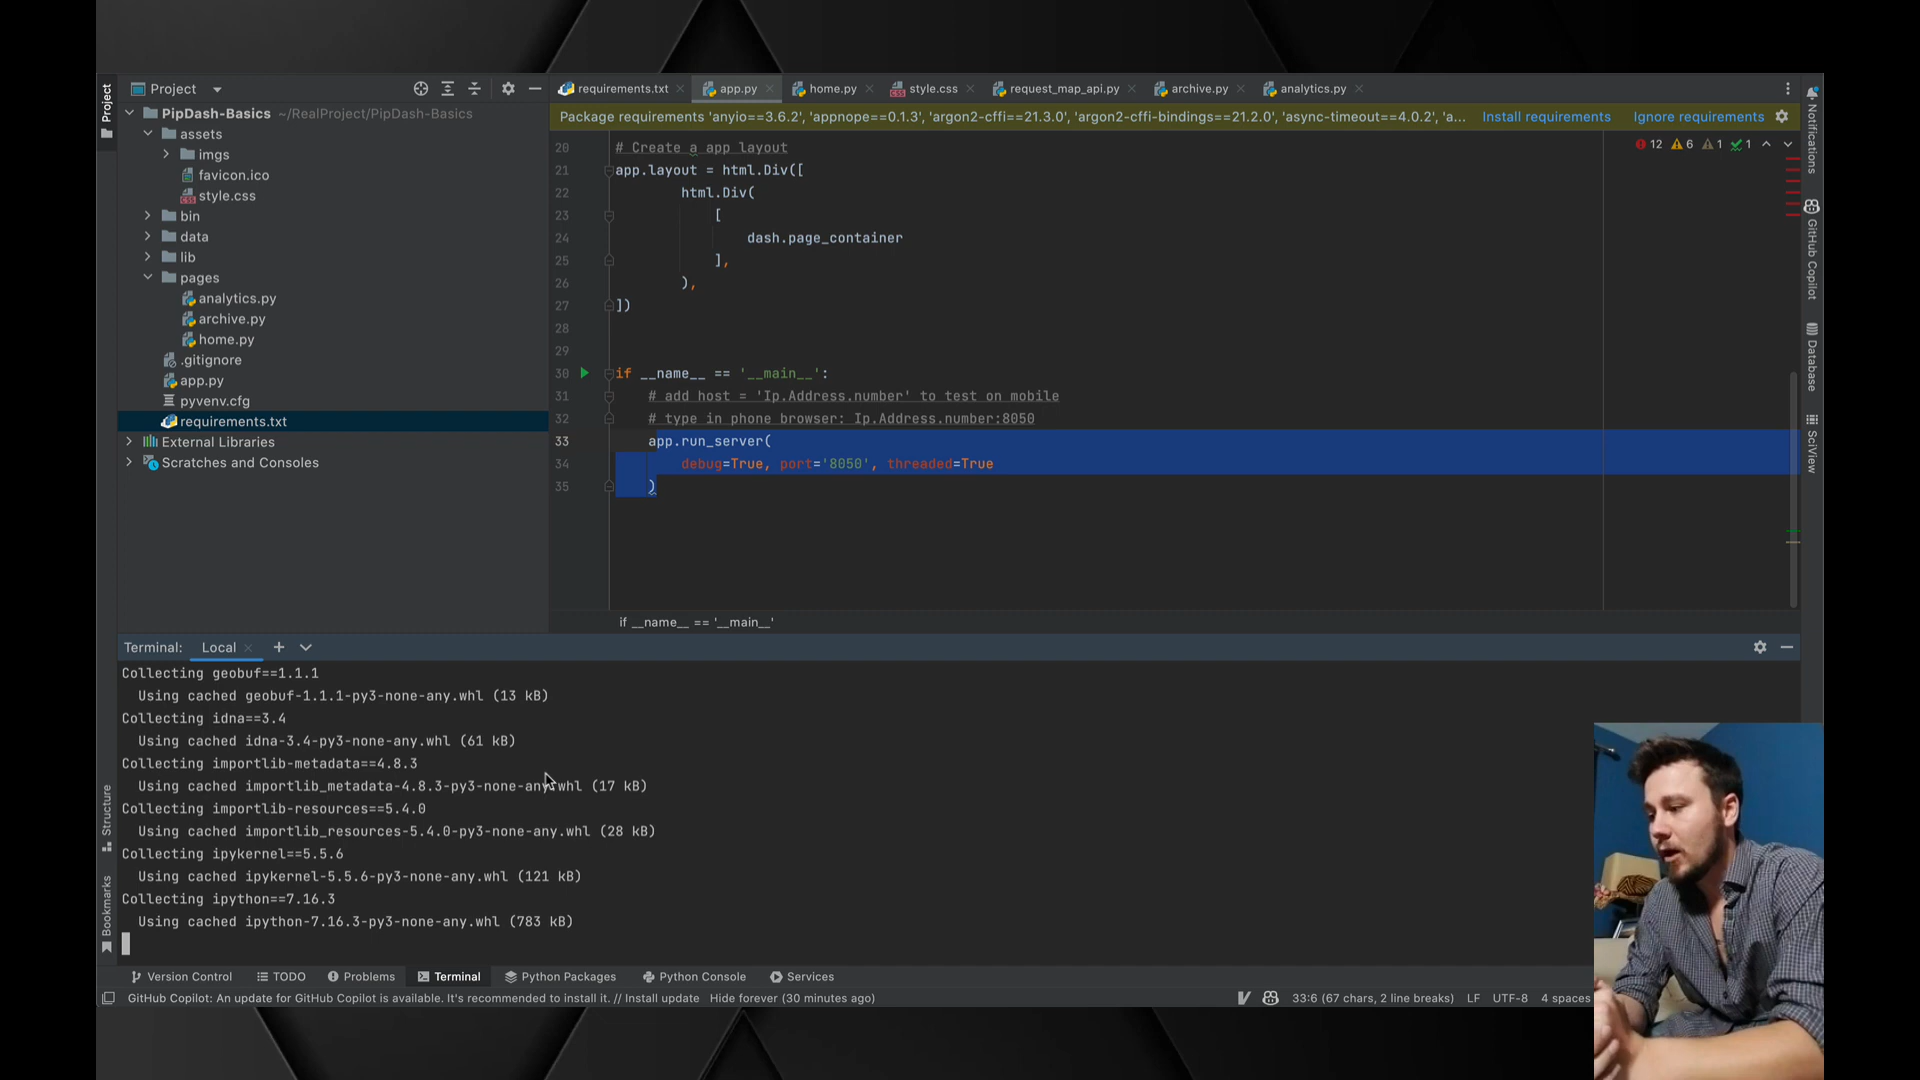 Project
requirements.txt
app.py
home.py
style.css
request_map_api.py
archive.py
analytics.py
Project
Package requirements 'anyio==3.6.2', 'appnope==0.1.3', 'argon2-cffi==21.3.0', 'argon2-cffi-bindings==21.2.0', 'async-timeout==4.0.2', 'a...
Install requirements
Ignore requirements
12 6 1 1
PipDash-Basics ~/RealProject/PipDash-Basics
assets
imgs
favicon.ico
style.css
bin
data
lib
pages
analytics.py
archive.py
home.py
.gitignore
app.py
pyvenv.cfg
requirements.txt
External Libraries
Scratches and Consoles
20 # Create a app layout
21 app.layout = html.Div([
22 html.Div(
23 [
24 dash.page_container
25 ],
26 ),
27 ])
28
29
30 if __name__ == '__main__':
31 # add host = 'Ip.Address.number' to test on mobile
32 # type in phone browser: Ip.Address.number:8050
33 app.run_server(
34 debug=True, port='8050', threaded=True
35 )
if __name__ == '__main__'
Notifications
GitHub Copilot
Database
SciView
Structure
Bookmarks
Terminal: Local
Collecting geobuf==1.1.1
Using cached geobuf-1.1.1-py3-none-any.whl (13 kB)
Collecting idna==3.4
Using cached idna-3.4-py3-none-any.whl (61 kB)
Collecting importlib-metadata==4.8.3
Using cached importlib_metadata-4.8.3-py3-none-any.whl (17 kB)
Collecting importlib-resources==5.4.0
Using cached importlib_resources-5.4.0-py3-none-any.whl (28 kB)
Collecting ipykernel==5.5.6
Using cached ipykernel-5.5.6-py3-none-any.whl (121 kB)
Collecting ipython==7.16.3
Using cached ipython-7.16.3-py3-none-any.whl (783 kB)
Version Control
TODO
Problems
Terminal
Python Packages
Python Console
Services
GitHub Copilot: An update for GitHub Copilot is available. It's recommended to install it. // Install update Hide forever (30 minutes ago)
33:6 (67 chars, 2 line breaks) LF UTF-8 4 spaces